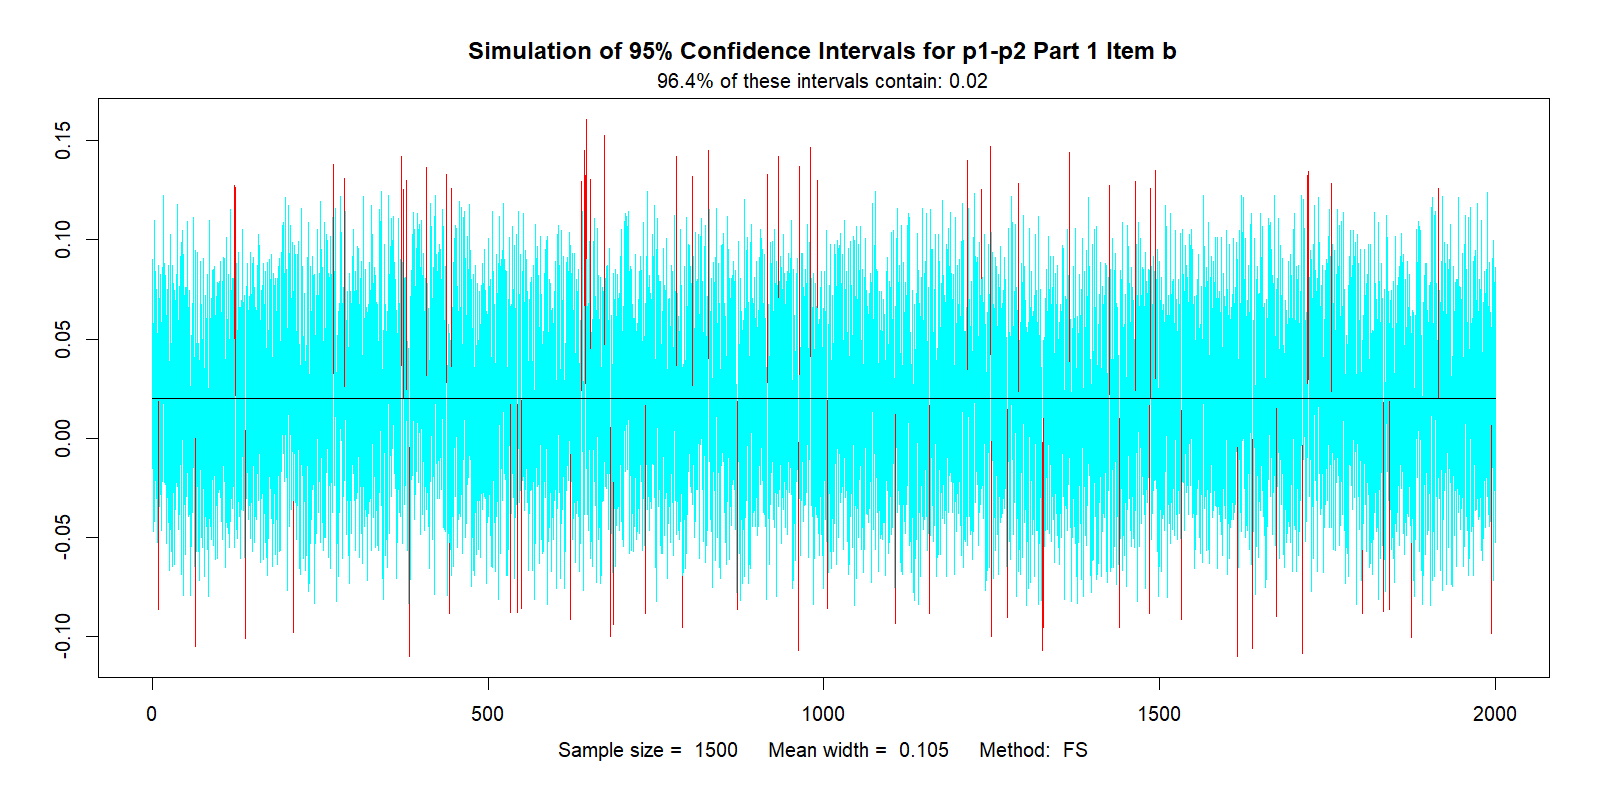 Simulation of 95% Confidence Intervals for p1-p2 Part 1 Item b
96.4% of these intervals contain: 0.02
0.15
0.10
0.05
0.00
-0.05
-0.10
0 500 1000 1500 2000
Sample size = 1500 Mean width = 0.105 Method: FS